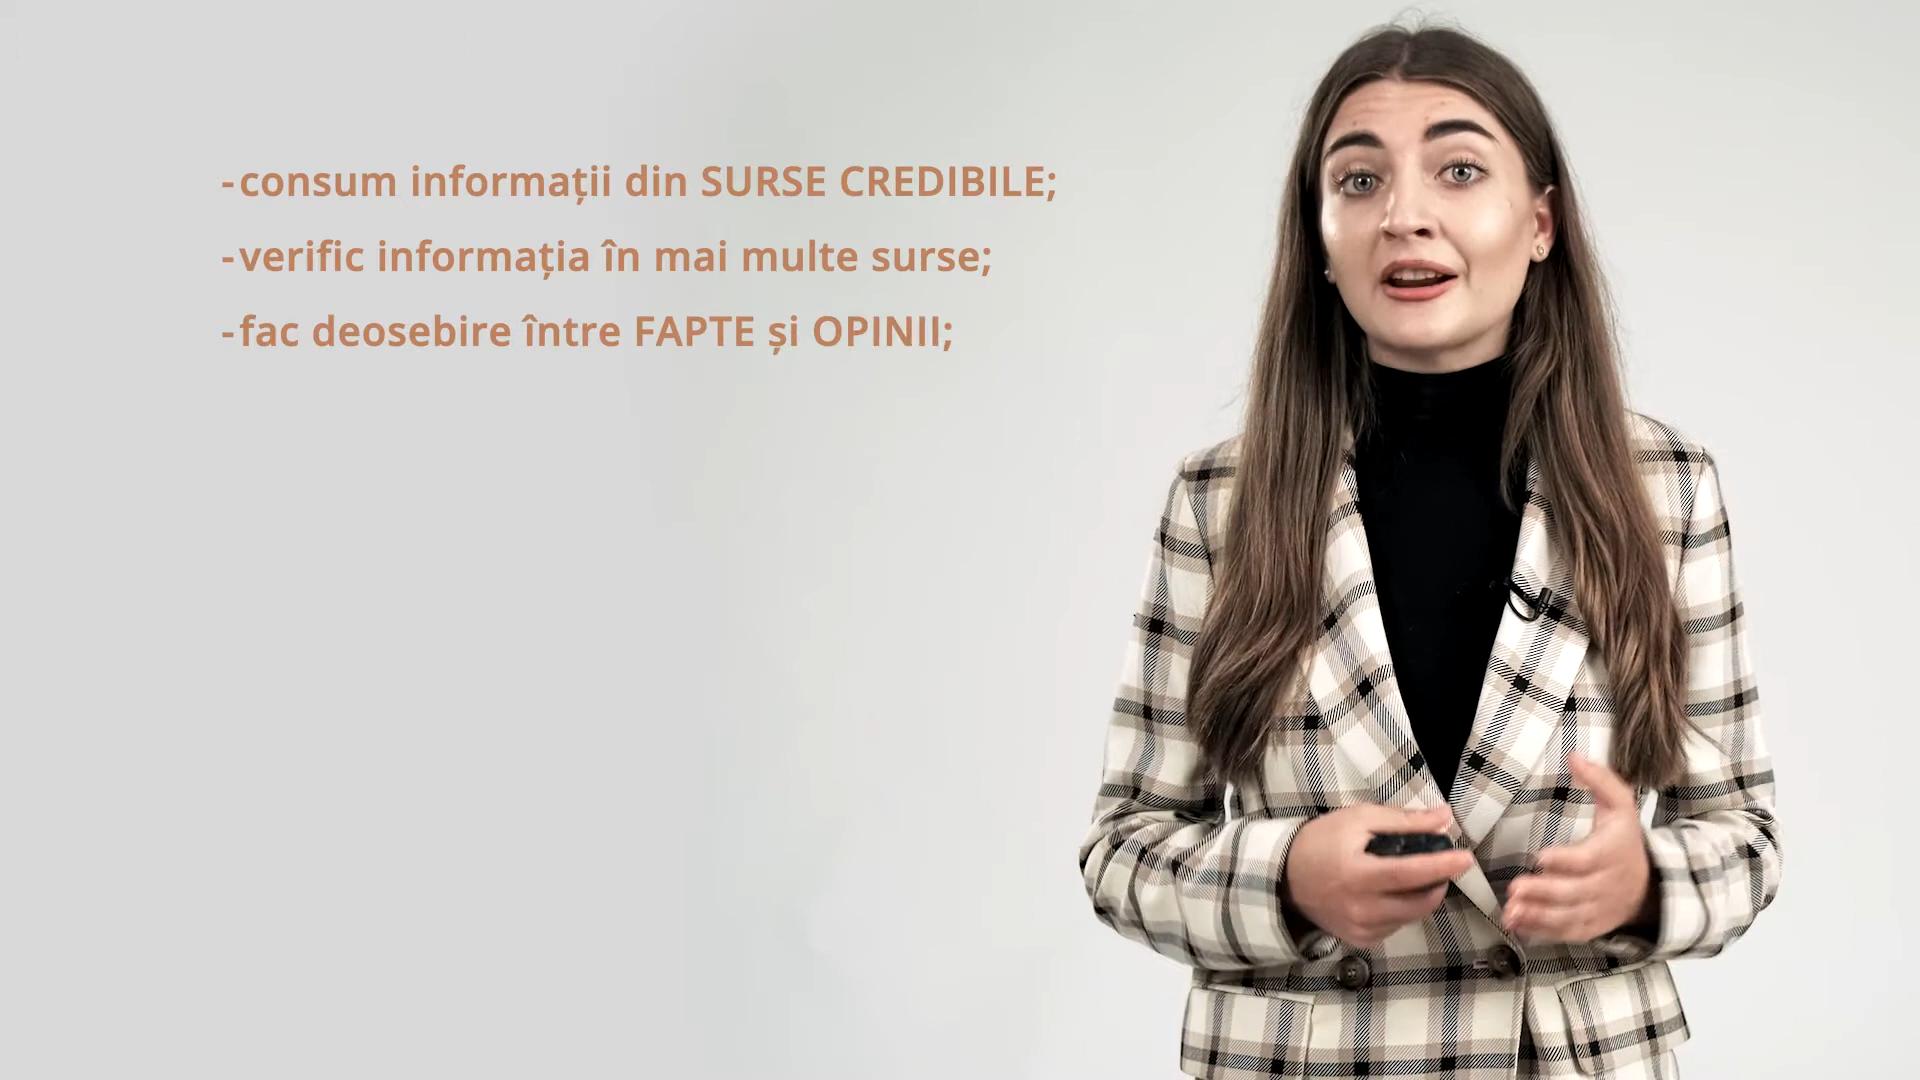 -consum informații din SURSE CREDIBILE;
-verific informația în mai multe surse;
-fac deosebire între FAPTE și OPINII;